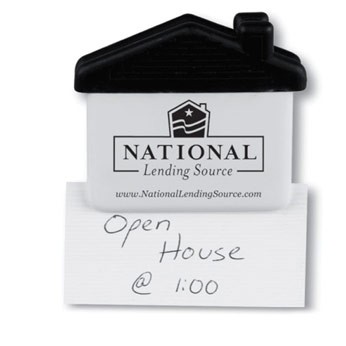 NATIONAL
Lending Source
www.NationalLendingSource.com
Open
House
@ 1:00